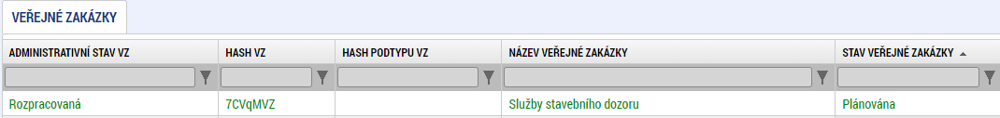 VEŘEJNÉ ZAKÁZKY
ADMINISTRATIVNÍ STAV VZ HASH VZ HASH PODTYPU VZ NÁZEV VEŘEJNÉ ZAKÁZKY STAV VEŘEJNÉ ZAKÁZKY
Rozpracovaná 7CVqMVZ Služby stavebního dozoru Plánována